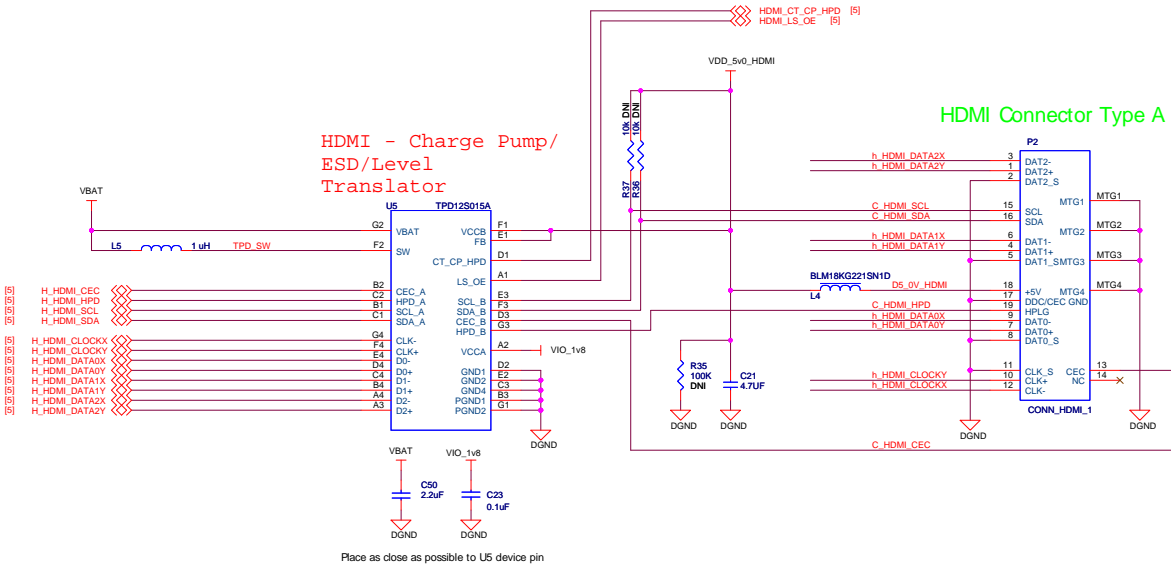 HDMI_CT_CP_HPD [5]
HDMI_LS_OE [5]
VDD_5v0_HDMI
HDMI Connector Type A
HDMI - Charge Pump/
ESD/Level
Translator
10k DNI
10k DNI
R37
R36
VBAT
L5
1 uH
TPD_SW
U5
TPD12S015A
G2 VBAT
F2 SW
B2 CEC_A
C2 HPD_A
B1 SCL_A
C1 SDA_A
G4 CLK-
F4 CLK+
E4 D0-
D4 D0+
C4 D1-
B4 D1+
A4 D2-
A3 D2+
VCCB F1
FB E1
CT_CP_HPD D1
LS_OE A1
SCL_B E3
SDA_B F3
CEC_B D3
HPD_B G3
VCCA A2
VIO_1v8
GND1 D2
GND2 E2
GND4 C3
PGND1 B3
PGND2 G1
DGND
[5] H_HDMI_CEC
[5] H_HDMI_HPD
[5] H_HDMI_SCL
[5] H_HDMI_SDA
[5] H_HDMI_CLOCKX
[5] H_HDMI_CLOCKY
[5] H_HDMI_DATA0X
[5] H_HDMI_DATA0Y
[5] H_HDMI_DATA1X
[5] H_HDMI_DATA1Y
[5] H_HDMI_DATA2X
[5] H_HDMI_DATA2Y
P2
h_HDMI_DATA2X 3 DAT2-
h_HDMI_DATA2Y 1 DAT2+
2 DAT2_S
C_HDMI_SCL 15 SCL
C_HDMI_SDA 16 SDA
h_HDMI_DATA1X 6 DAT1-
h_HDMI_DATA1Y 4 DAT1+
5 DAT1_S
BLM18KG221SN1D
L4
D5_0V_HDMI 18 +5V
17 DDC/CEC GND
C_HDMI_HPD 19 HPLG
h_HDMI_DATA0X 9 DAT0-
h_HDMI_DATA0Y 7 DAT0+
8 DAT0_S
11 CLK_S
h_HDMI_CLOCKY 10 CLK+
h_HDMI_CLOCKX 12 CLK-
MTG1 MTG1
MTG2 MTG2
MTG3 MTG3
MTG4 MTG4
CEC 13
NC 14
CONN_HDMI_1
DGND
DGND
R35
100K
DNI
DGND
C21
4.7UF
DGND
C_HDMI_CEC
VBAT
C50
2.2uF
DGND
VIO_1v8
C23
0.1uF
DGND
Place as close as possible to U5 device pin